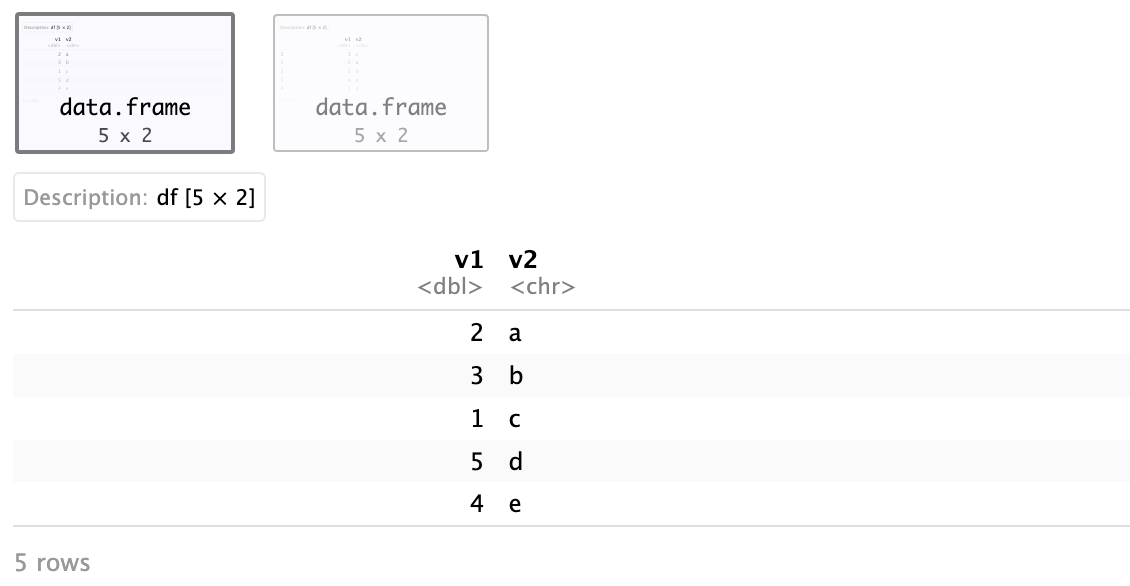 data.frame
5 x 2
data.frame
5 x 2
Description: df [5 × 2]
v1 v2
<dbl> <chr>
2 a
3 b
1 c
5 d
4 e
5 rows